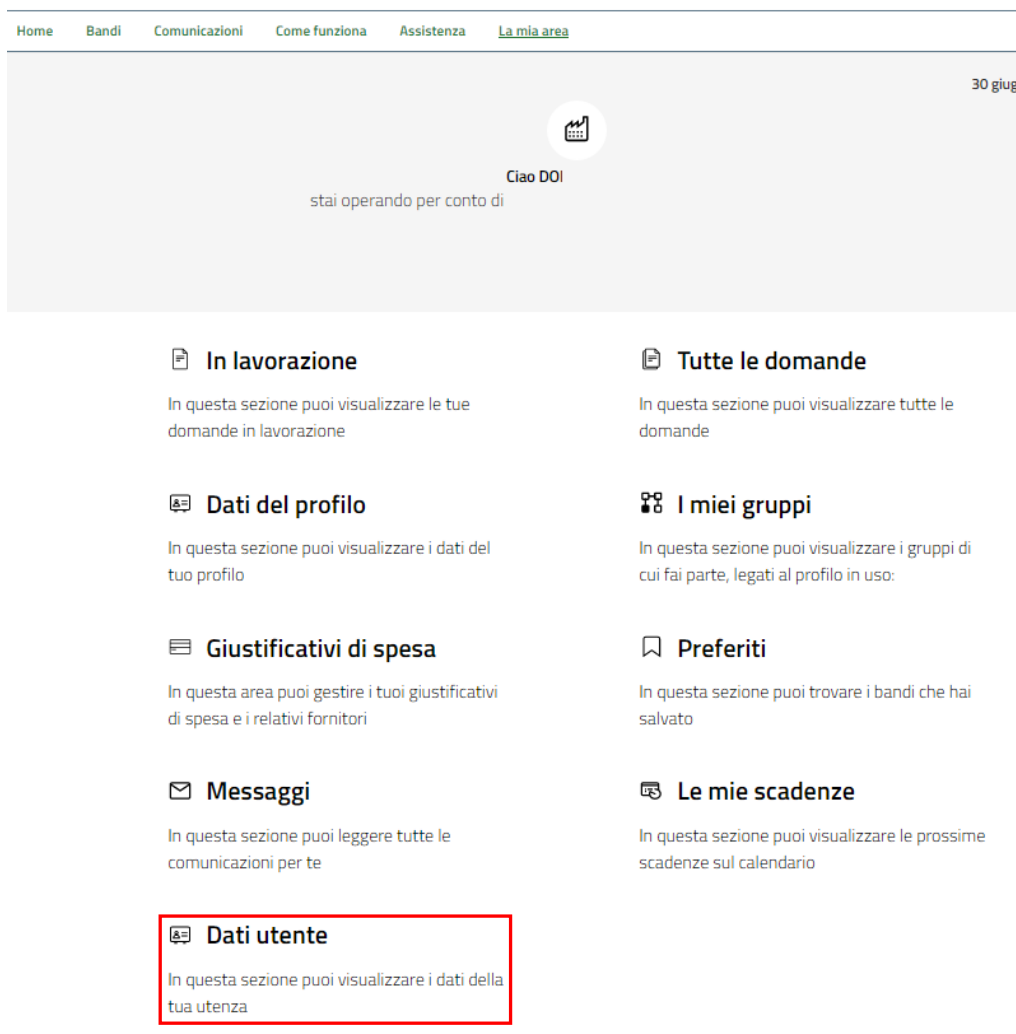 Home Bandi Comunicazioni Come funziona Assistenza La mia area
30 giug
Ciao DOI
stai operando per conto di
In lavorazione
In questa sezione puoi visualizzare le tue
domande in lavorazione
Tutte le domande
In questa sezione puoi visualizzare tutte le
domande
Dati del profilo
In questa sezione puoi visualizzare i dati del
tuo profilo
I miei gruppi
In questa sezione puoi visualizzare i gruppi di
cui fai parte, legati al profilo in uso:
Giustificativi di spesa
In questa area puoi gestire i tuoi giustificativi
di spesa e i relativi fornitori
Preferiti
In questa sezione puoi trovare i bandi che hai
salvato
Messaggi
In questa sezione puoi leggere tutte le
comunicazioni per te
Le mie scadenze
In questa sezione puoi visualizzare le prossime
scadenze sul calendario
Dati utente
In questa sezione puoi visualizzare i dati della
tua utenza